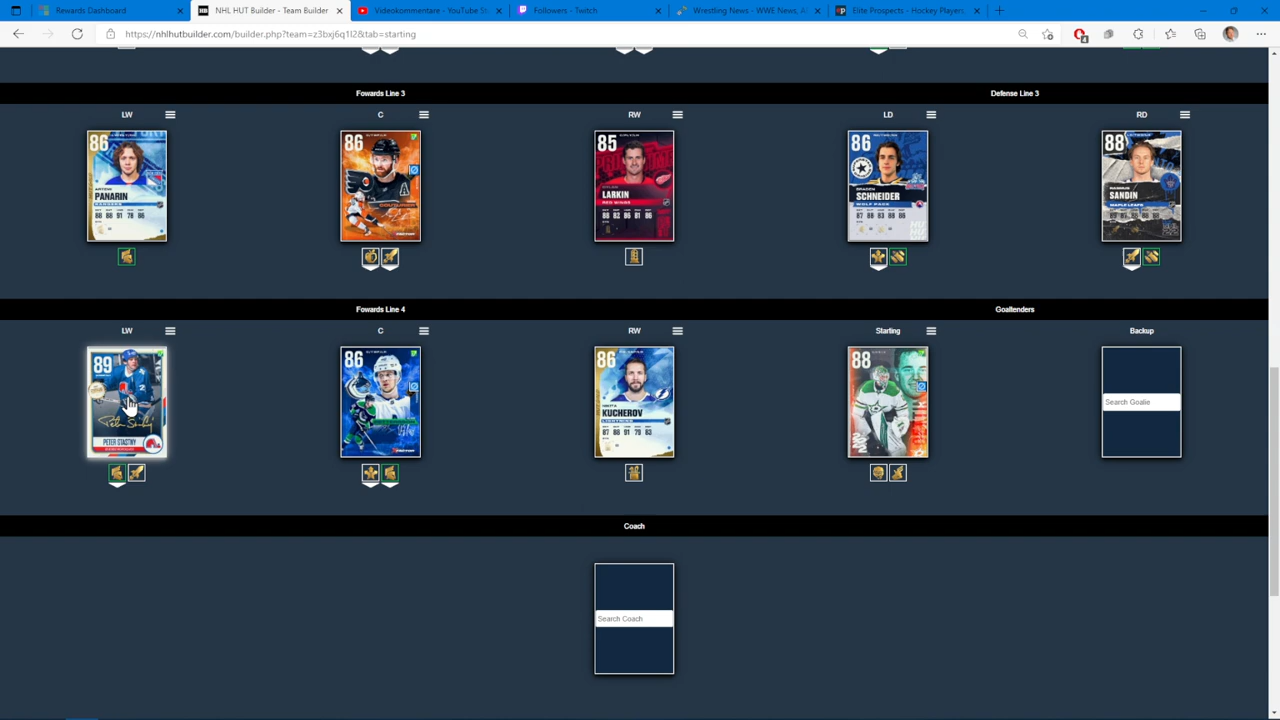 Rewards Dashboard
NHL HUT Builder - Team Builder
Videokommentare - YouTube St
Followers - Twitch
Wrestling News - WWE News, A
Elite Prospects - Hockey Players
https://nhlhutbuilder.com/builder.php?team=z3bxj6q1l2&tab=starting
Fowards Line 3
Defense Line 3
LW
C
RW
LD
RD
86
PANARIN
86
85
LARKIN
RED WINGS
86
SCHNEIDER
WOLF PACK
88
SANDIN
MAPLE LEAFS
Fowards Line 4
Goaltenders
LW
C
RW
Starting
Backup
89
PETER STASTNY
86
86
KUCHEROV
LIGHTNING
88
Search Goalie
Coach
Search Coach